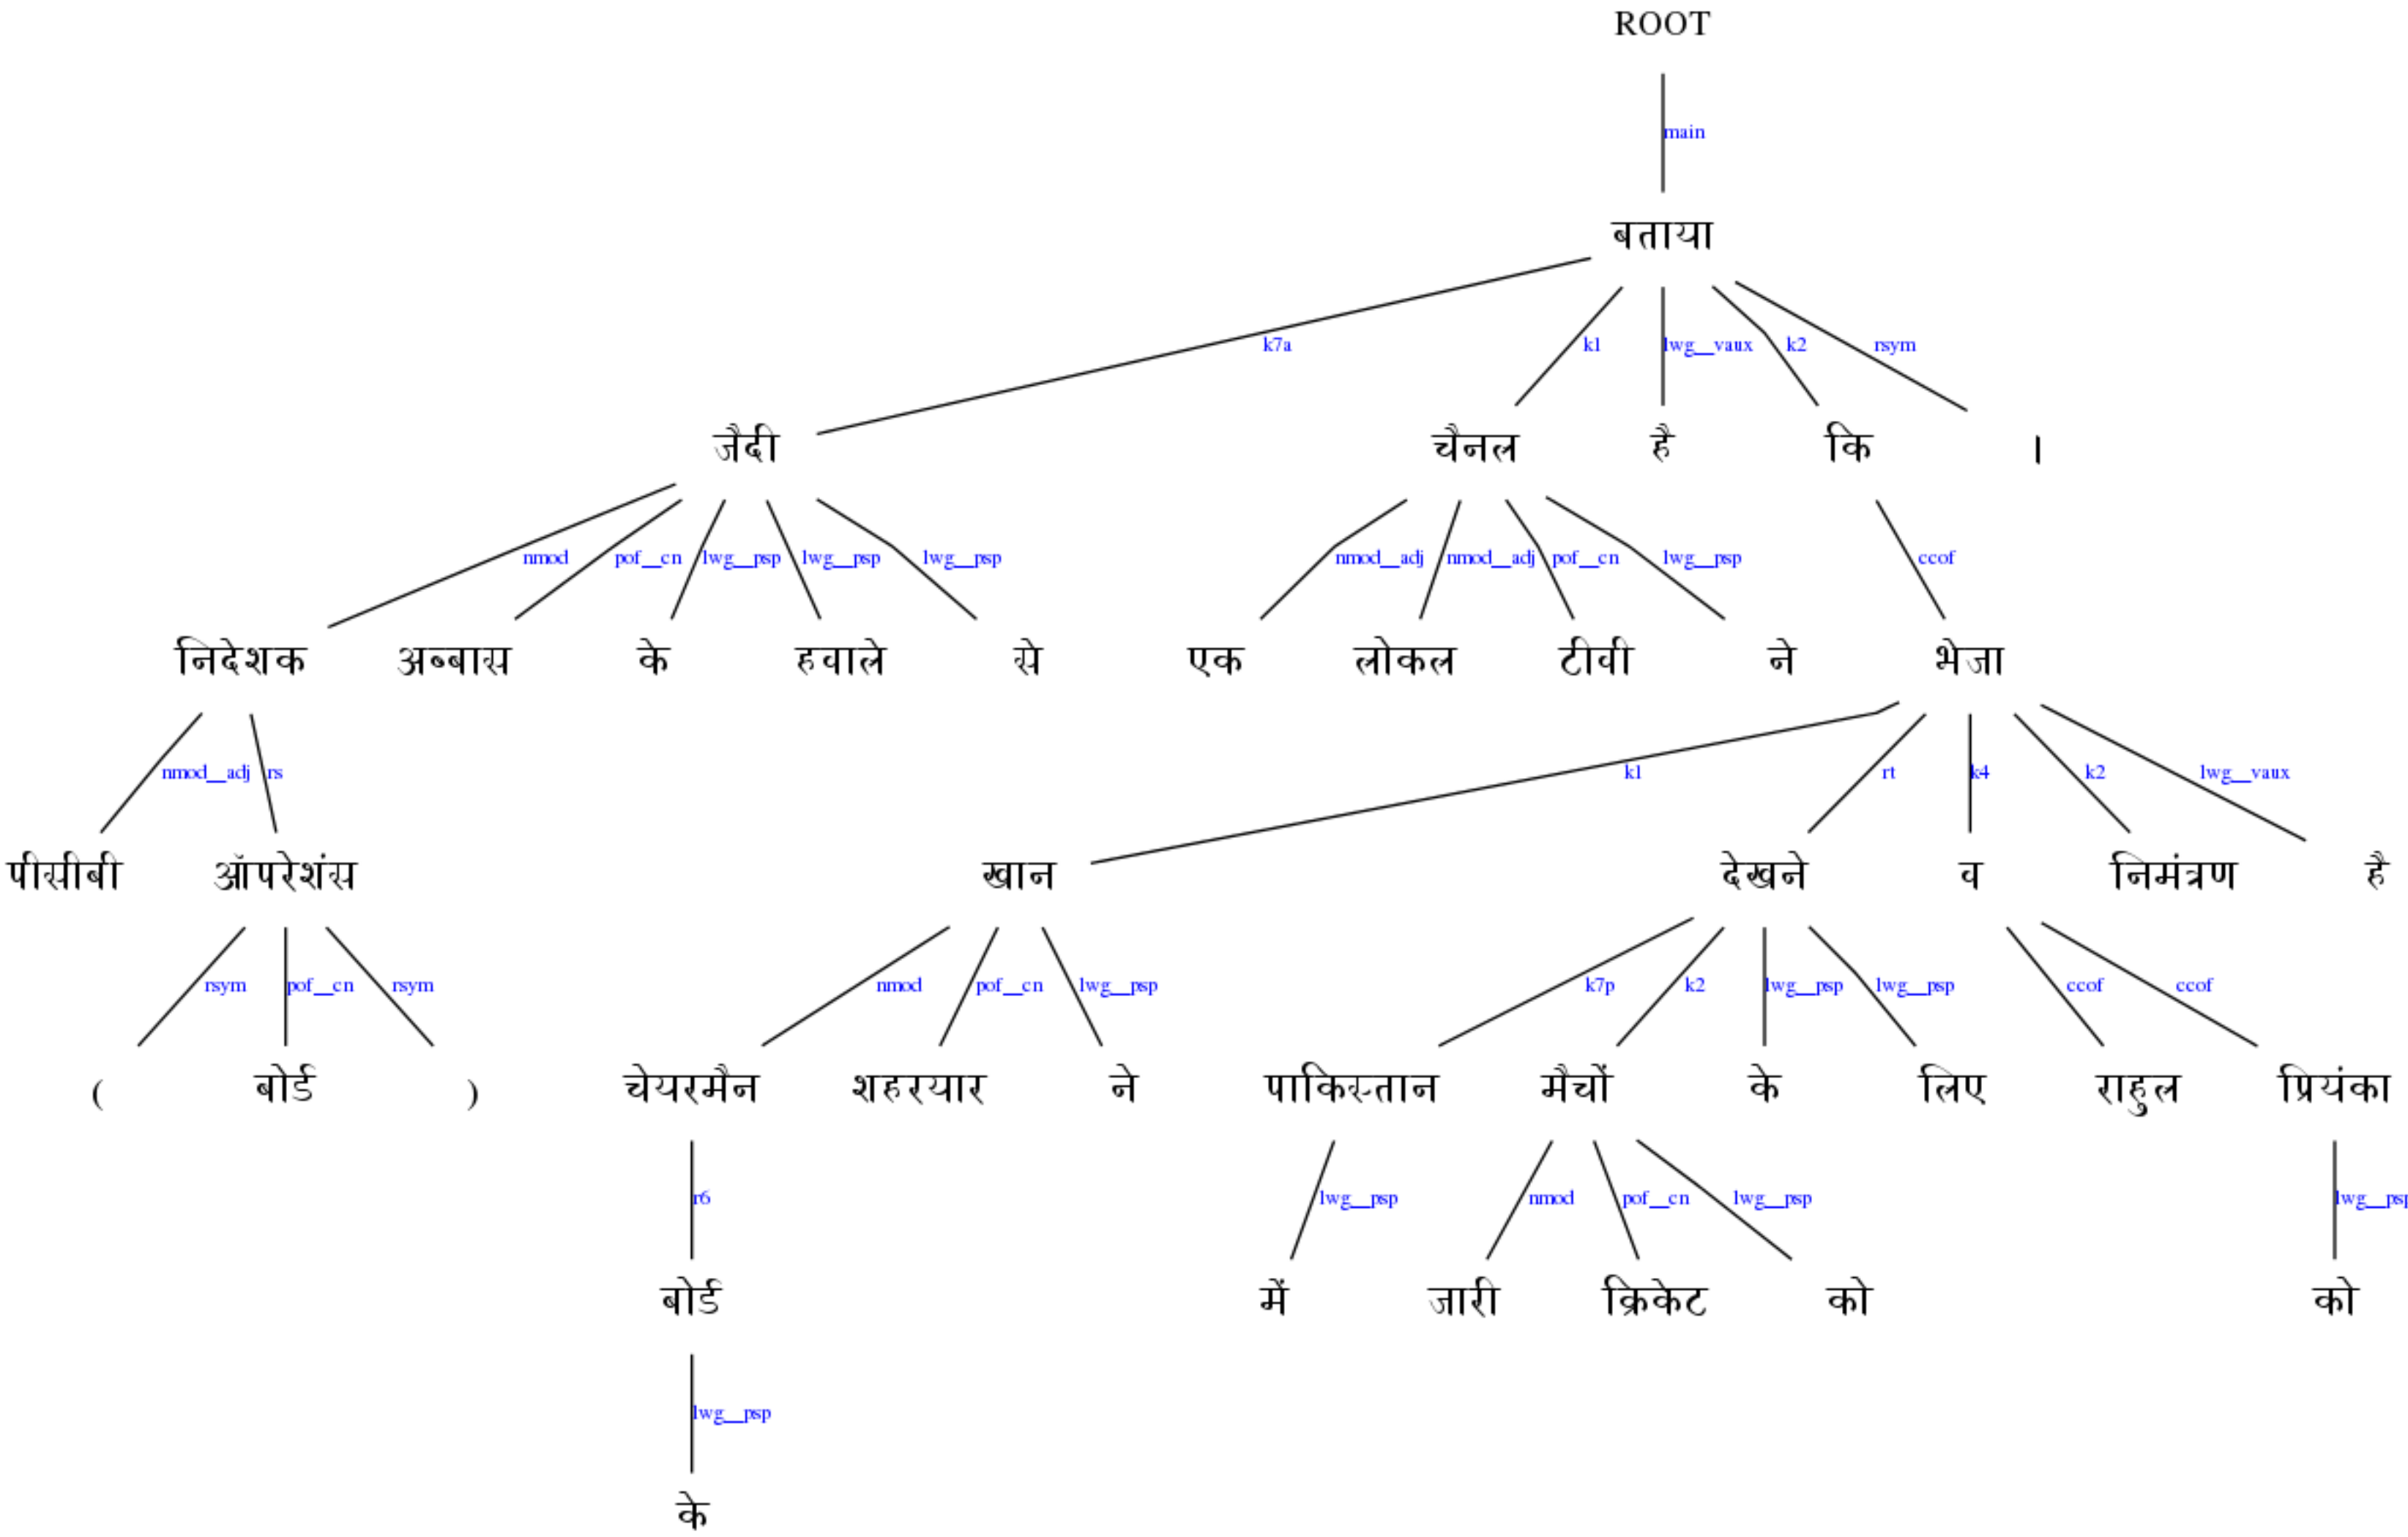 ROOT
main
बताया
k7a k1 lwg__vaux k2 rsym
जैदी चैनल है कि ।
nmod pof__cn lwg__psp lwg__psp lwg__psp nmod__adj nmod__adj pof__cn lwg__psp ccof
निदेशक अब्बास के हवाले से एक लोकल टीवी ने भेजा
nmod__adj rs k1 rt k4 k2 lwg__vaux
पीसीबी ऑपरेशंस खान देखने व निमंत्रण है
rsym pof__cn rsym nmod pof__cn lwg__psp k7p k2 lwg__psp lwg__psp ccof ccof
( बोर्ड ) चेयरमैन शहरयार ने पाकिस्तान मैचों के लिए राहुल प्रियंका
r6 lwg__psp nmod pof__cn lwg__psp lwg__psp
बोर्ड में जारी क्रिकेट को को
lwg__psp
के